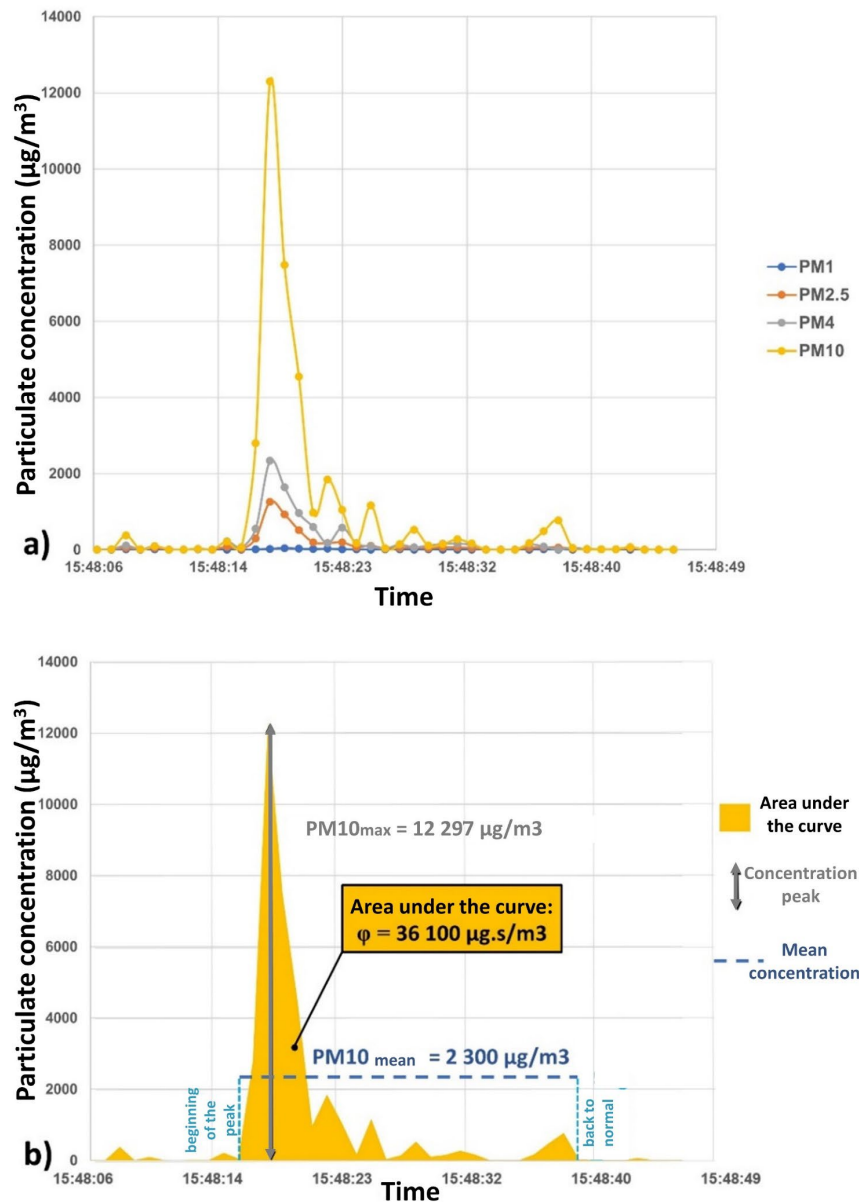 Particulate concentration (µg/m³)
14000
12000
10000
8000
6000
4000
2000
0
PM1
PM2.5
PM4
PM10
a)
15:48:06 15:48:14 15:48:23 15:48:32 15:48:40 15:48:49
Time
Particulate concentration (µg/m³)
14000
12000
10000
8000
6000
4000
2000
0
PM10max = 12 297 µg/m3
Area under the curve:
φ = 36 100 µg.s/m3
PM10 mean = 2 300 µg/m3
beginning
of the
peak
back to
normal
Area under
the curve
Concentration
peak
Mean
concentration
b)
15:48:06 15:48:14 15:48:23 15:48:32 15:48:40 15:48:49
Time